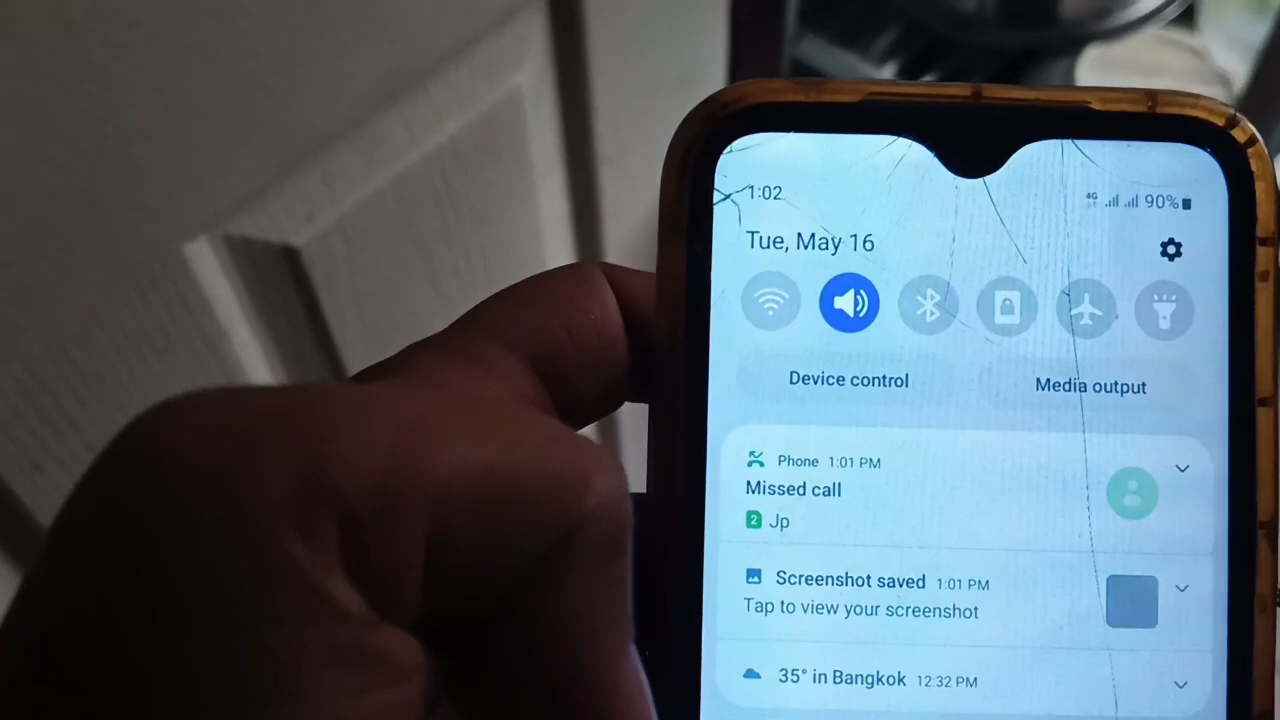 1:02
4G 90%
Tue, May 16
Device control
Media output
Phone 1:01 PM
Missed call
2 Jp
Screenshot saved 1:01 PM
Tap to view your screenshot
35° in Bangkok 12:32 PM